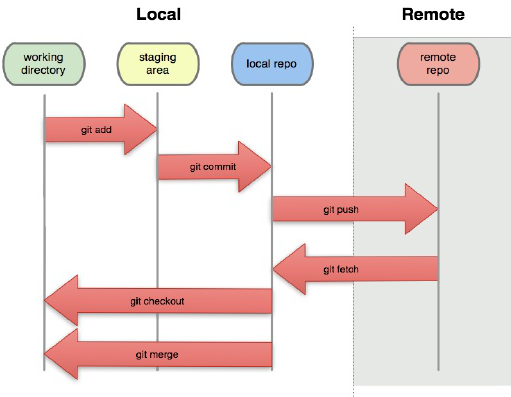 Local
Remote
working
directory
staging
area
local repo
remote
repo
git add
git commit
git push
git fetch
git checkout
git merge